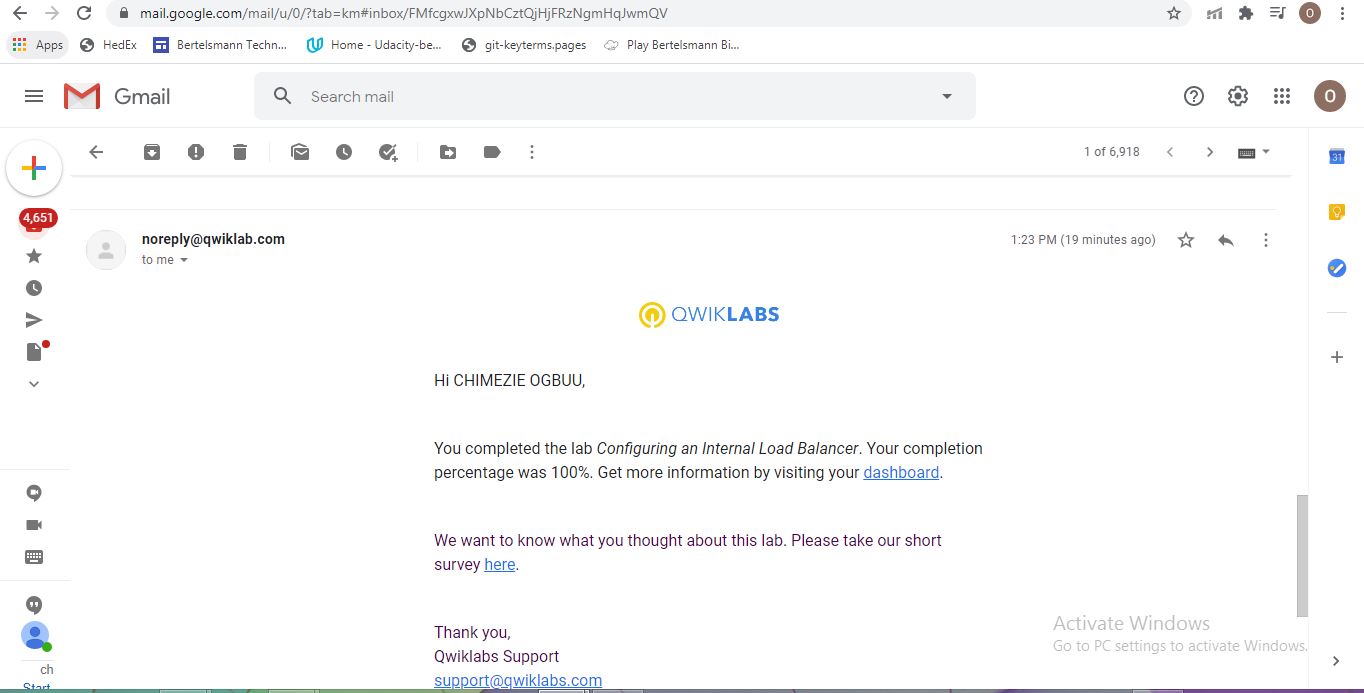 mail.google.com/mail/u/0/?tab=km#inbox/FMfcgxwJXpNbCztQjHjFRzNgmHqJwmQV
O
Apps
HedEx
Bertelsmann Techn...
Home - Udacity-be...
git-keyterms.pages
Play Bertelsmann Bi...
Gmail
Search mail
O
1 of 6,918
31
4,651
noreply@qwiklab.com
1:23 PM (19 minutes ago)
to me
QWIKLABS
Hi CHIMEZIE OGBUU,
You completed the lab Configuring an Internal Load Balancer. Your completion
percentage was 100%. Get more information by visiting your dashboard.
We want to know what you thought about this lab. Please take our short
survey here.
Thank you,
Qwiklabs Support
support@qwiklabs.com
Activate Windows
Go to PC settings to activate Windows.
ch
Start